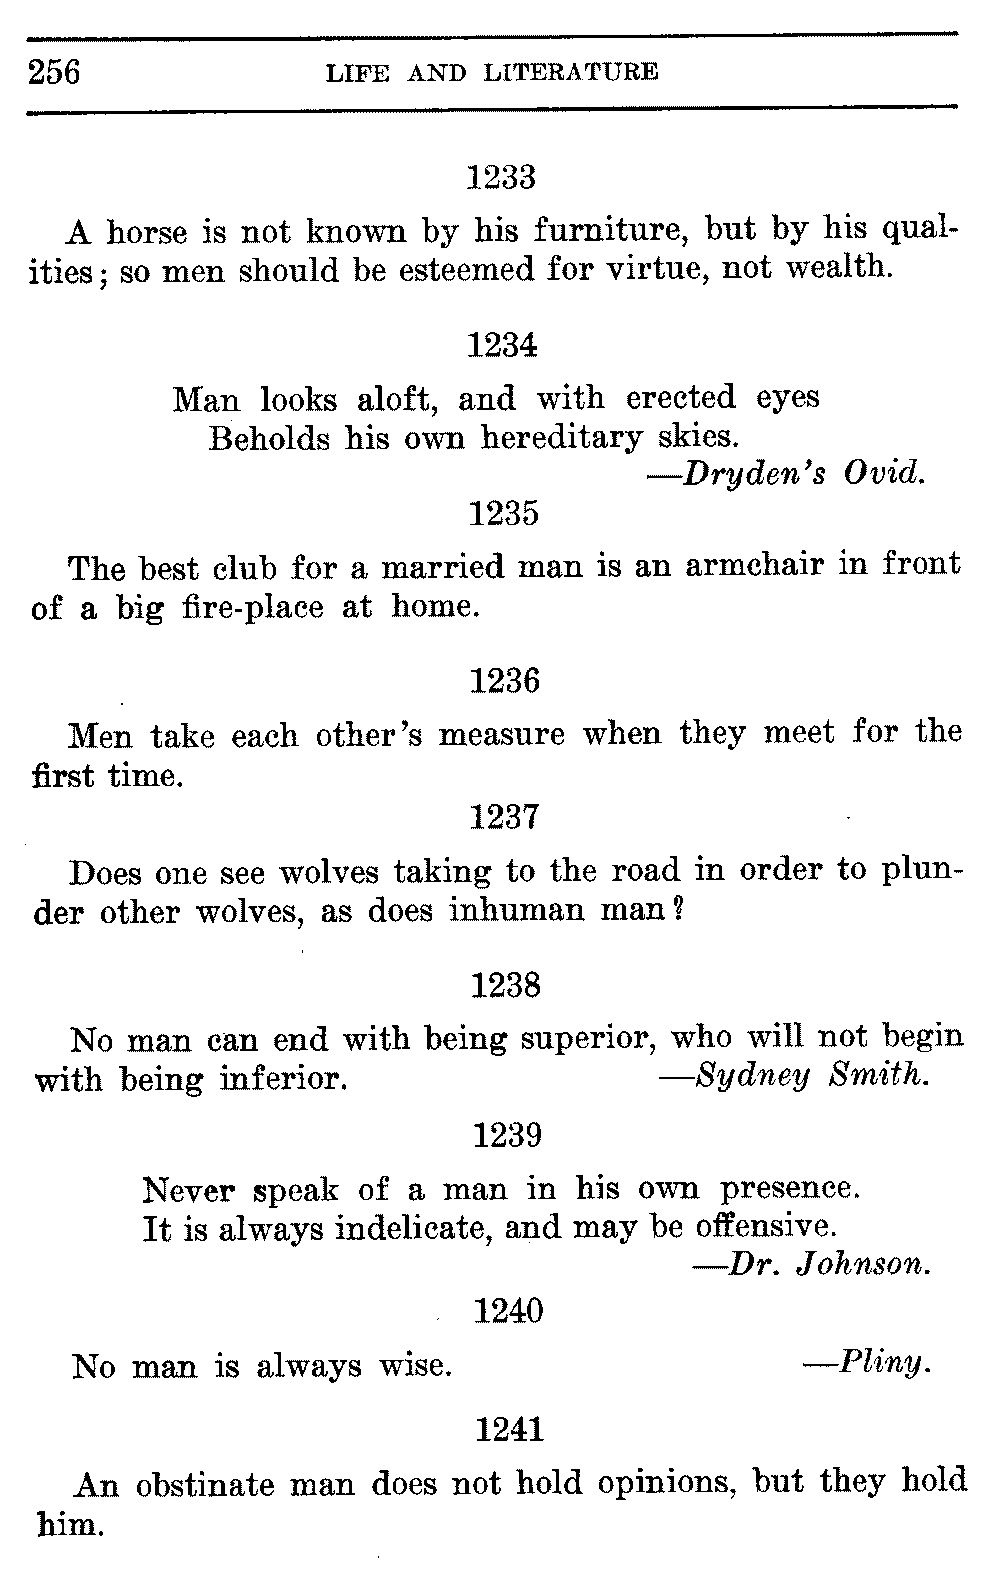 256 LIFE AND LITERATURE
1233
A horse is not known by his furniture, but by his qual-
ities; so men should be esteemed for virtue, not wealth.
1234
Man looks aloft, and with erected eyes
Beholds his own hereditary skies.
—Dryden's Ovid.
1235
The best club for a married man is an armchair in front
of a big fire-place at home.
1236
Men take each other's measure when they meet for the
first time.
1237
Does one see wolves taking to the road in order to plun-
der other wolves, as does inhuman man?
1238
No man can end with being superior, who will not begin
with being inferior. —Sydney Smith.
1239
Never speak of a man in his own presence.
It is always indelicate, and may be offensive.
—Dr. Johnson.
1240
No man is always wise. —Pliny.
1241
An obstinate man does not hold opinions, but they hold
him.